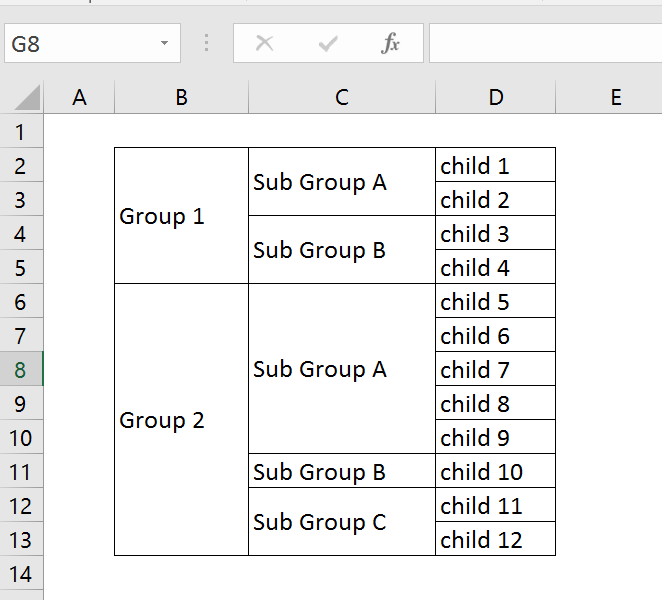 G8
fx
A B C D E
1
2 Group 1 Sub Group A child 1
3 child 2
4 Sub Group B child 3
5 child 4
6 Group 2 Sub Group A child 5
7 child 6
8 child 7
9 child 8
10 child 9
11 Sub Group B child 10
12 Sub Group C child 11
13 child 12
14